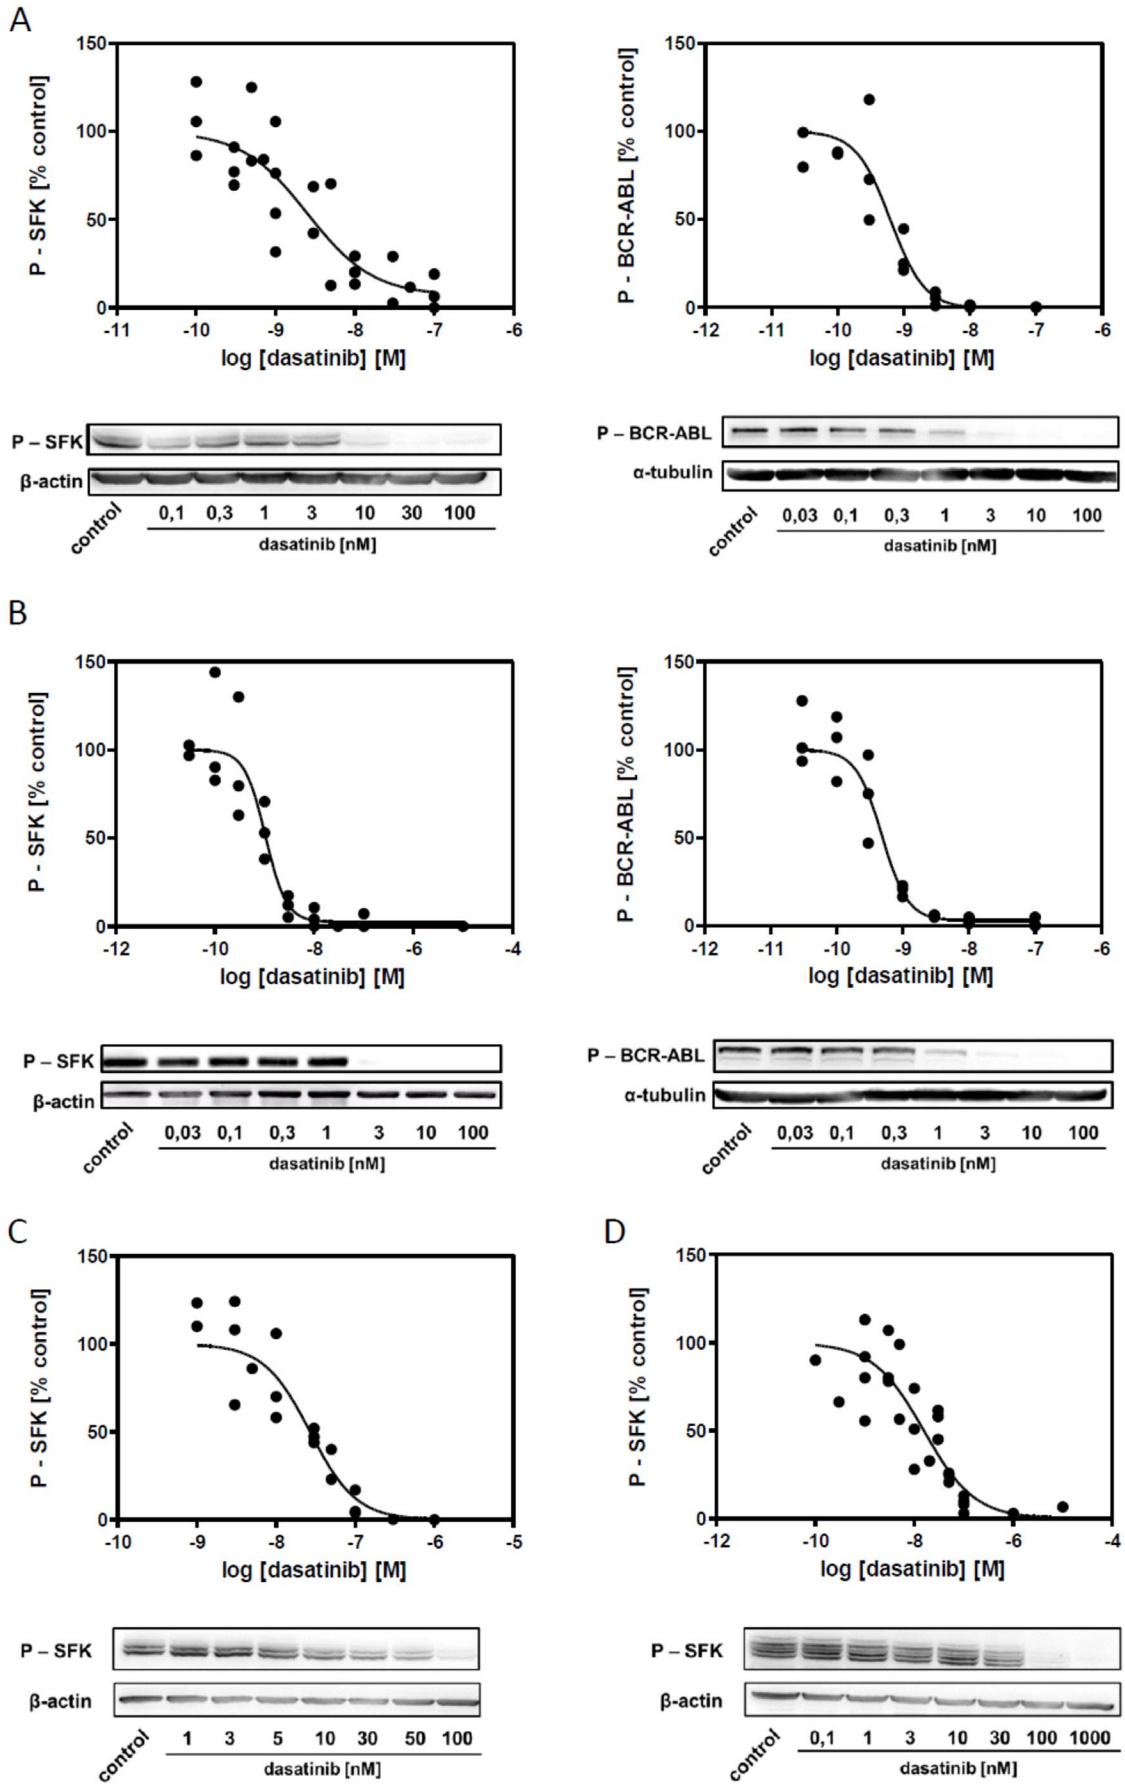 A
P - SFK [% control]
150
100
50
0
-11 -10 -9 -8 -7 -6
log [dasatinib] [M]
P - BCR-ABL [% control]
150
100
50
0
-12 -11 -10 -9 -8 -7 -6
log [dasatinib] [M]
P – SFK
β-actin
control 0,1 0,3 1 3 10 30 100
dasatinib [nM]
P – BCR-ABL
α-tubulin
control 0,03 0,1 0,3 1 3 10 100
dasatinib [nM]
B
P - SFK [% control]
150
100
50
0
-12 -10 -8 -6 -4
log [dasatinib] [M]
P - BCR-ABL [% control]
150
100
50
0
-12 -11 -10 -9 -8 -7 -6
log [dasatinib] [M]
P – SFK
β-actin
control 0,03 0,1 0,3 1 3 10 100
dasatinib [nM]
P – BCR-ABL
α-tubulin
control 0,03 0,1 0,3 1 3 10 100
dasatinib [nM]
C
P - SFK [% control]
150
100
50
0
-10 -9 -8 -7 -6 -5
log [dasatinib] [M]
P – SFK
β-actin
control 1 3 5 10 30 50 100
dasatinib [nM]
D
P - SFK [% control]
150
100
50
0
-12 -10 -8 -6 -4
log [dasatinib] [M]
P – SFK
β-actin
control 0,1 1 3 10 30 100 1000
dasatinib [nM]